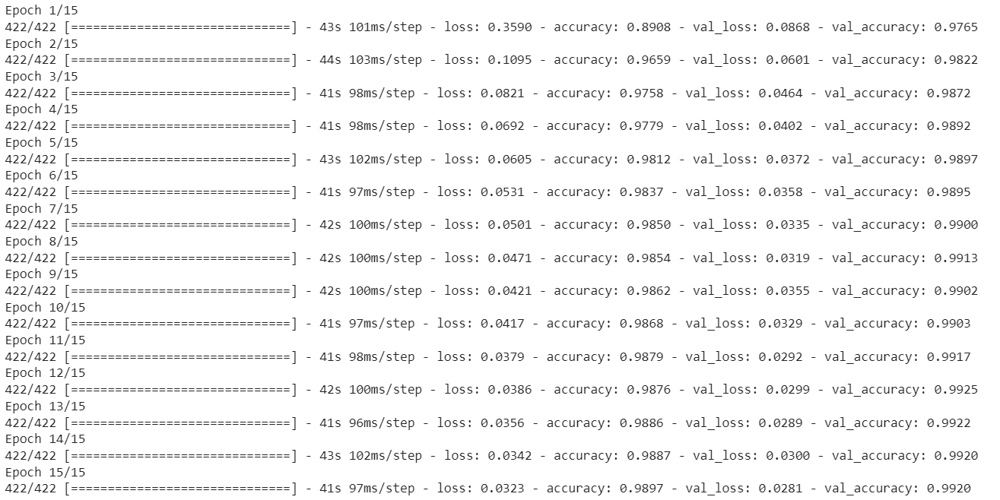 Epoch 1/15
422/422 [==============================] - 43s 101ms/step - loss: 0.3590 - accuracy: 0.8908 - val_loss: 0.0868 - val_accuracy: 0.9765
Epoch 2/15
422/422 [==============================] - 44s 103ms/step - loss: 0.1095 - accuracy: 0.9659 - val_loss: 0.0601 - val_accuracy: 0.9822
Epoch 3/15
422/422 [==============================] - 41s 98ms/step - loss: 0.0821 - accuracy: 0.9758 - val_loss: 0.0464 - val_accuracy: 0.9872
Epoch 4/15
422/422 [==============================] - 41s 98ms/step - loss: 0.0692 - accuracy: 0.9779 - val_loss: 0.0402 - val_accuracy: 0.9892
Epoch 5/15
422/422 [==============================] - 43s 102ms/step - loss: 0.0605 - accuracy: 0.9812 - val_loss: 0.0372 - val_accuracy: 0.9897
Epoch 6/15
422/422 [==============================] - 41s 97ms/step - loss: 0.0531 - accuracy: 0.9837 - val_loss: 0.0358 - val_accuracy: 0.9895
Epoch 7/15
422/422 [==============================] - 42s 100ms/step - loss: 0.0501 - accuracy: 0.9850 - val_loss: 0.0335 - val_accuracy: 0.9900
Epoch 8/15
422/422 [==============================] - 42s 100ms/step - loss: 0.0471 - accuracy: 0.9854 - val_loss: 0.0319 - val_accuracy: 0.9913
Epoch 9/15
422/422 [==============================] - 42s 100ms/step - loss: 0.0421 - accuracy: 0.9862 - val_loss: 0.0355 - val_accuracy: 0.9902
Epoch 10/15
422/422 [==============================] - 41s 97ms/step - loss: 0.0417 - accuracy: 0.9868 - val_loss: 0.0329 - val_accuracy: 0.9903
Epoch 11/15
422/422 [==============================] - 41s 98ms/step - loss: 0.0379 - accuracy: 0.9879 - val_loss: 0.0292 - val_accuracy: 0.9917
Epoch 12/15
422/422 [==============================] - 42s 100ms/step - loss: 0.0386 - accuracy: 0.9876 - val_loss: 0.0299 - val_accuracy: 0.9925
Epoch 13/15
422/422 [==============================] - 41s 96ms/step - loss: 0.0356 - accuracy: 0.9886 - val_loss: 0.0289 - val_accuracy: 0.9922
Epoch 14/15
422/422 [==============================] - 43s 102ms/step - loss: 0.0342 - accuracy: 0.9887 - val_loss: 0.0300 - val_accuracy: 0.9920
Epoch 15/15
422/422 [==============================] - 41s 97ms/step - loss: 0.0323 - accuracy: 0.9897 - val_loss: 0.0281 - val_accuracy: 0.9920